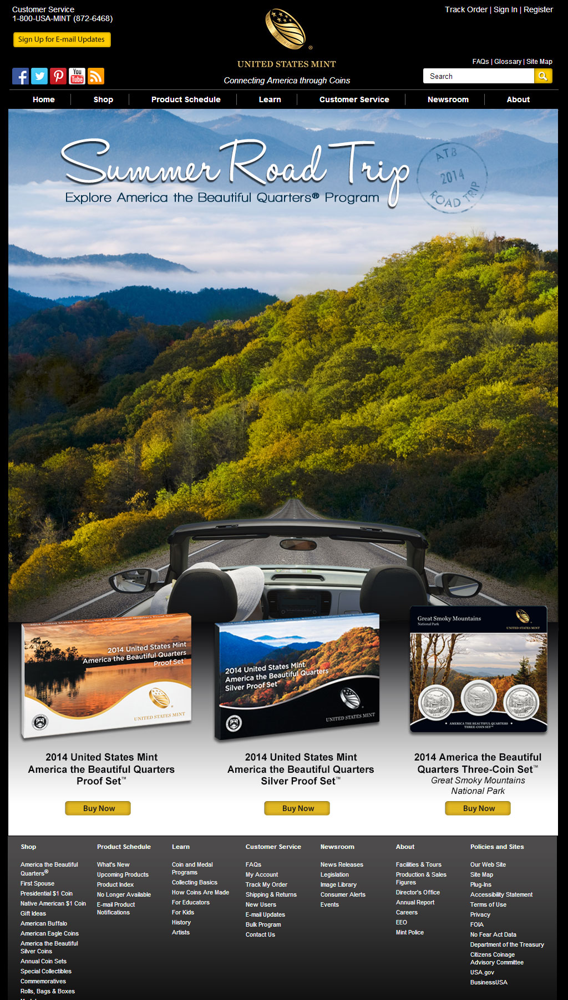 Customer Service
1-800-USA-MINT (872-6468)
Track Order | Sign In | Register
Sign Up for E-mail Updates
UNITED STATES MINT
Connecting America through Coins
FAQs | Glossary | Site Map
Search
You
Tube
Home
Shop
Product Schedule
Learn
Customer Service
Newsroom
About
Summer Road Trip
Explore America the Beautiful Quarters® Program
ATB
2014
ROAD TRIP
2014 United States Mint America the Beautiful Quarters Proof Set
2014 United States Mint
America the Beautiful Quarters
Proof Set
UNITED STATES MINT
2014 United States Mint
America the Beautiful Quarters
Silver Proof Set
UNITED STATES MINT
Great Smoky Mountains
National Park
UNITED STATES MINT
AMERICA THE BEAUTIFUL QUARTERS
THREE-COIN SET™
2014 United States Mint
America the Beautiful Quarters
Proof Set™
Buy Now
2014 United States Mint
America the Beautiful Quarters
Silver Proof Set™
Buy Now
2014 America the Beautiful
Quarters Three-Coin Set™
Great Smoky Mountains
National Park
Buy Now
Shop
America the Beautiful
Quarters®
First Spouse
Presidential $1 Coin
Native American $1 Coin
Gift Ideas
American Buffalo
American Eagle Coins
America the Beautiful
Silver Coins
Annual Coin Sets
Special Collectibles
Commemoratives
Rolls, Bags & Boxes
Product Schedule
What's New
Upcoming Products
Product Index
No Longer Available
E-mail Product
Notifications
Learn
Coin and Medal
Programs
Collecting Basics
How Coins Are Made
For Educators
For Kids
History
Artists
Customer Service
FAQs
My Account
Track My Order
Shipping & Returns
New Users
E-mail Updates
Bulk Program
Contact Us
Newsroom
News Releases
Legislation
Image Library
Consumer Alerts
Events
About
Facilities & Tours
Production & Sales
Figures
Director's Office
Annual Report
Careers
EEO
Mint Police
Policies and Sites
Our Web Site
Site Map
Plug-Ins
Accessibility Statement
Terms of Use
Privacy
FOIA
No Fear Act Data
Department of the Treasury
Citizens Coinage
Advisory Committee
USA.gov
BusinessUSA